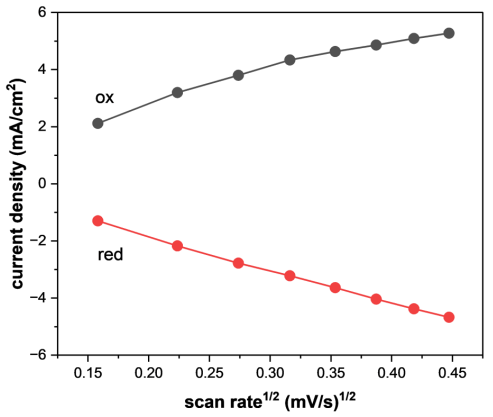 6
4
2
0
−2
−4
−6
current density (mA/cm²)
ox
red
0.15 0.20 0.25 0.30 0.35 0.40 0.45
scan rate¹ᐟ² (mV/s)¹ᐟ²